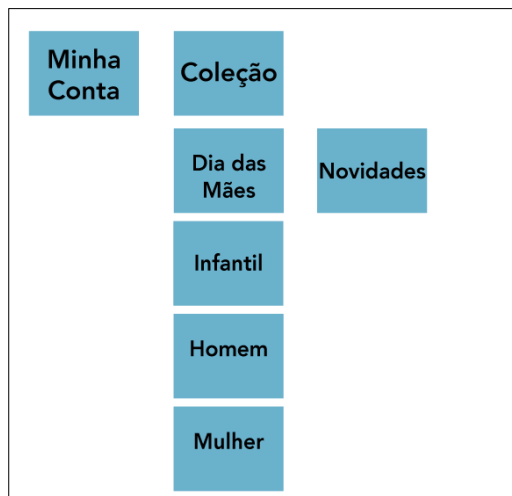 Minha
Conta
Coleção
Dia das
Mães
Novidades
Infantil
Homem
Mulher